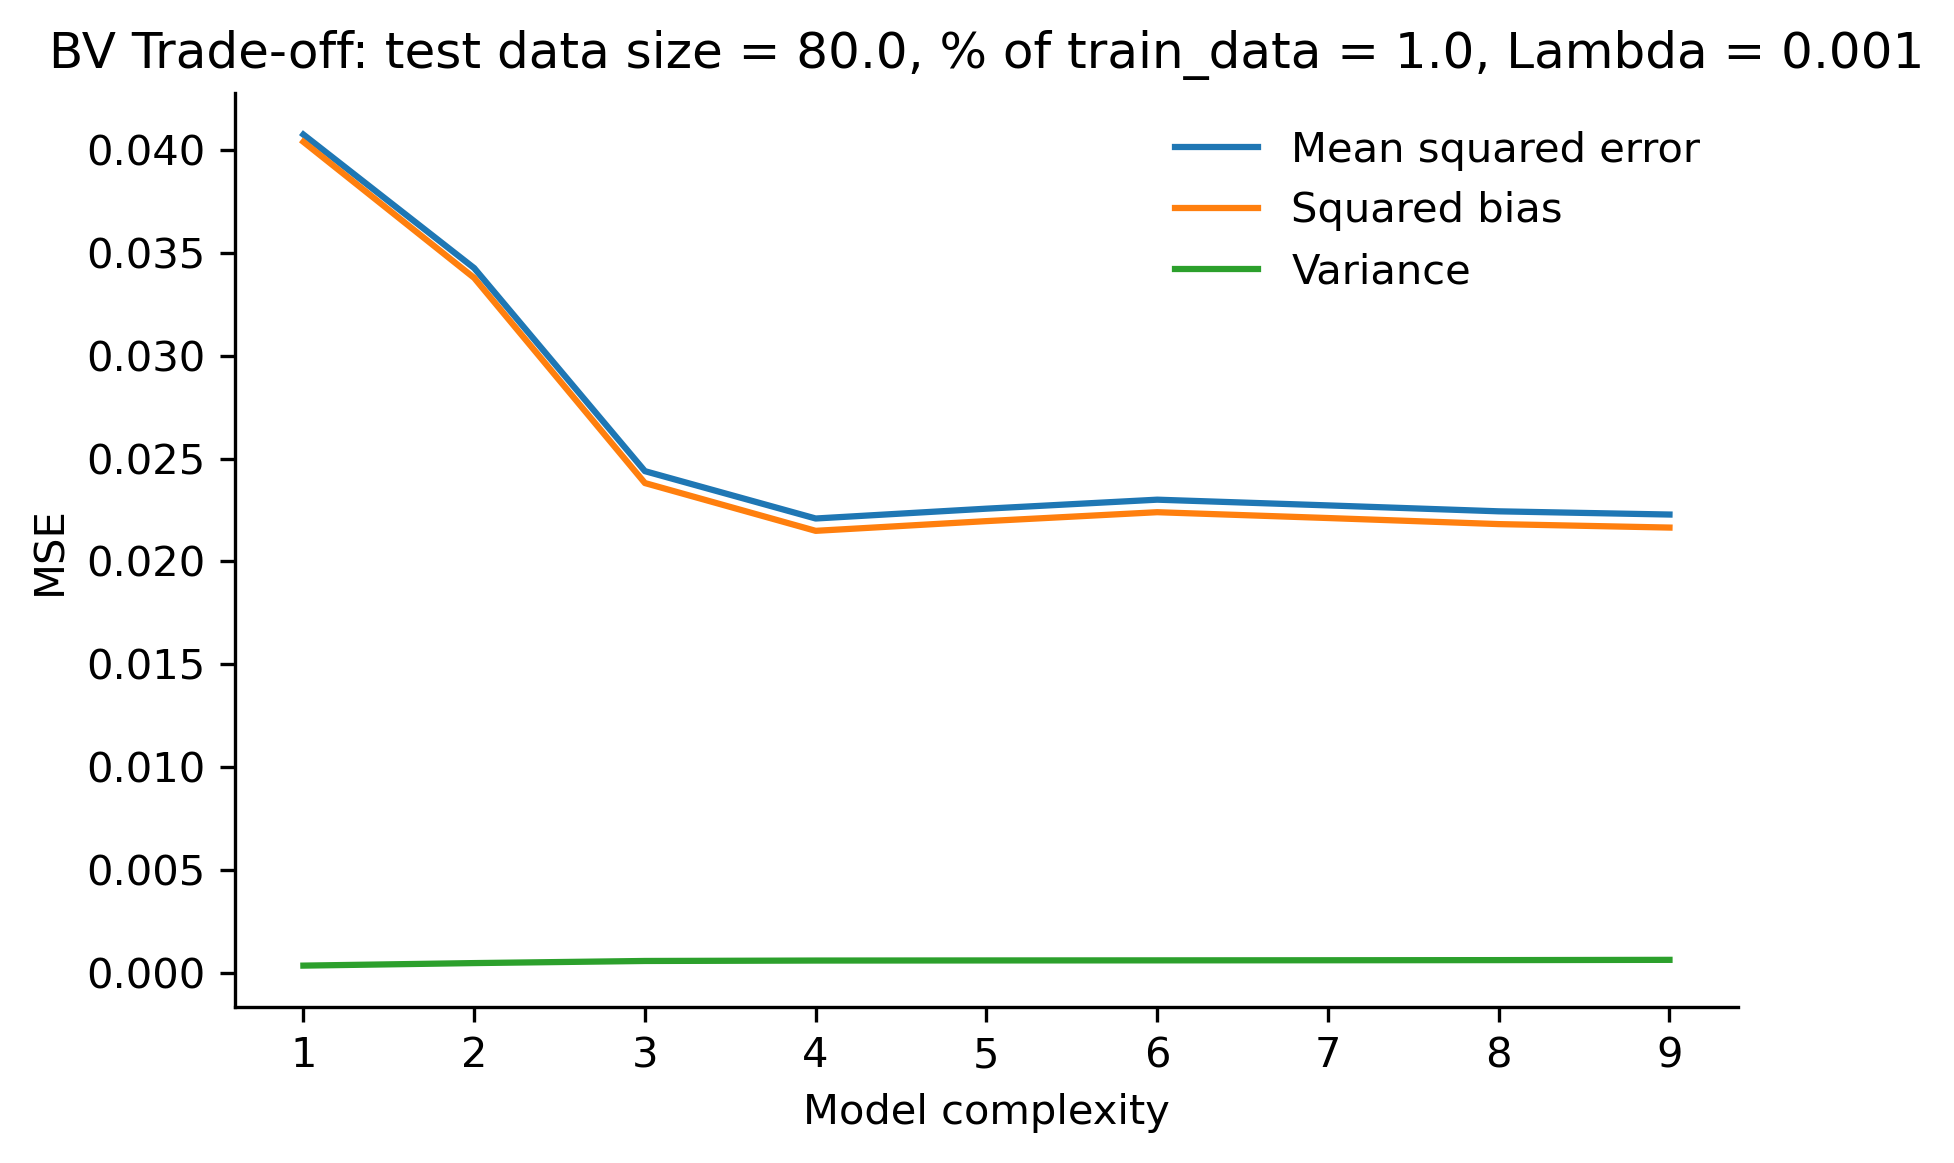 BV Trade-off: test data size = 80.0, % of train_data = 1.0, Lambda = 0.001
Mean squared error
Squared bias
Variance
MSE
0.040
0.035
0.030
0.025
0.020
0.015
0.010
0.005
0.000
1 2 3 4 5 6 7 8 9
Model complexity